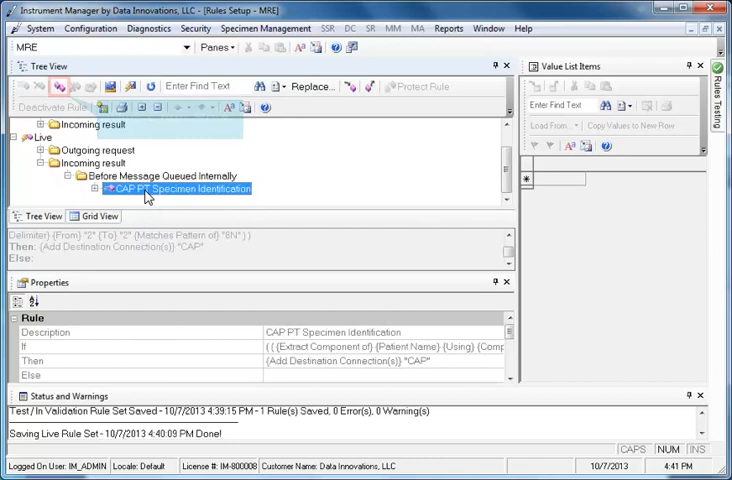 Instrument Manager by Data Innovations, LLC - [Rules Setup - MRE]
System Configuration Diagnostics Security Specimen Management SSR DC SR SA MM Reports Window Help
MRE Panes
Tree View
Value List Items
Enter Find Text Replace... Protect Rule
Deactivate Rule
Enter Find Text
Load From... Copy Values to New Row
Rules Testing
Incoming result
Live
Outgoing request
Incoming result
Before Message Queued Internally
CAP PT Specimen Identification
Tree View Grid View
Delimiter} {From} "2" {To} "2" {Matches Pattern of} "8N" ) )
Then: {Add Destination Connection(s)} "CAP"
Else:
Properties
Rule
Description CAP PT Specimen Identification
If ( ( {Extract Component of} {Patient Name} {Using} {Comp
Then {Add Destination Connection(s)} "CAP"
Else
Status and Warnings
Test / In Validation Rule Set Saved - 10/7/2013 4:39:15 PM - 1 Rule(s) Saved, 0 Error(s), 0 Warning(s)
Saving Live Rule Set - 10/7/2013 4:40:09 PM Done!
CAPS NUM INS
Logged On User: IM_ADMIN Locale: Default License #: IM-800008 Customer Name: Data Innovations, LLC 10/7/2013 4:41 PM